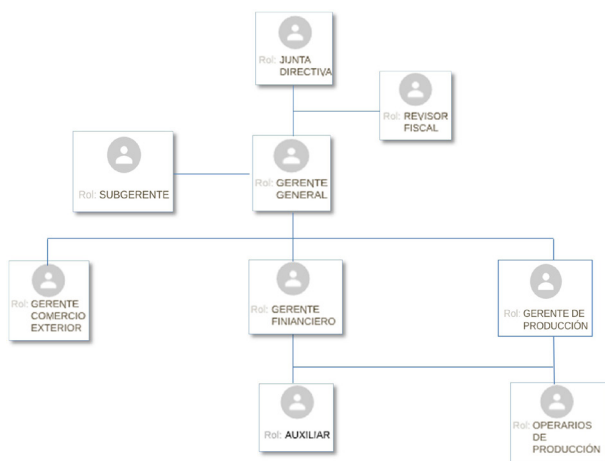 Rol: JUNTA
DIRECTIVA
Rol: REVISOR
FISCAL
Rol: SUBGERENTE
Rol: GERENTE
GENERAL
Rol: GERENTE
COMERCIO
EXTERIOR
Rol: GERENTE
FINIANCIERO
Rol: GERENTE DE
PRODUCCIÓN
Rol: AUXILIAR
Rol: OPERARIOS
DE
PRODUCCIÓN